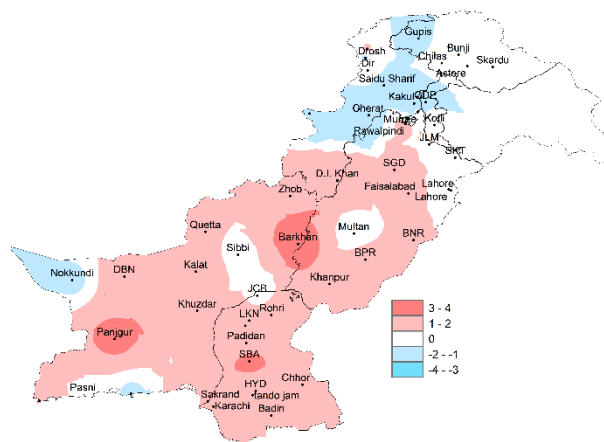 Gupis
Drosh
Bunji
Dir
Chilas
Skardu
Astore
Saidu Sharif
Kakul
GDP
Cherat
Murree
Kotli
Rawalpindi
JLM
SKT
SGD
D.I. Khan
Zhob
Faisalabad
Lahore
Lahore
Quetta
Barkhan
Multan
BNR
Sibbi
BPR
Nokkundi
DBN
Kalat
Khanpur
JCB
Khuzdar
Rohri
LKN
Panjgur
Padidan
SBA
Pasni
HYD
Chhor
Sakrand
tando jam
Karachi
Badin
3 - 4
1 - 2
0
-2 - -1
-4 - -3